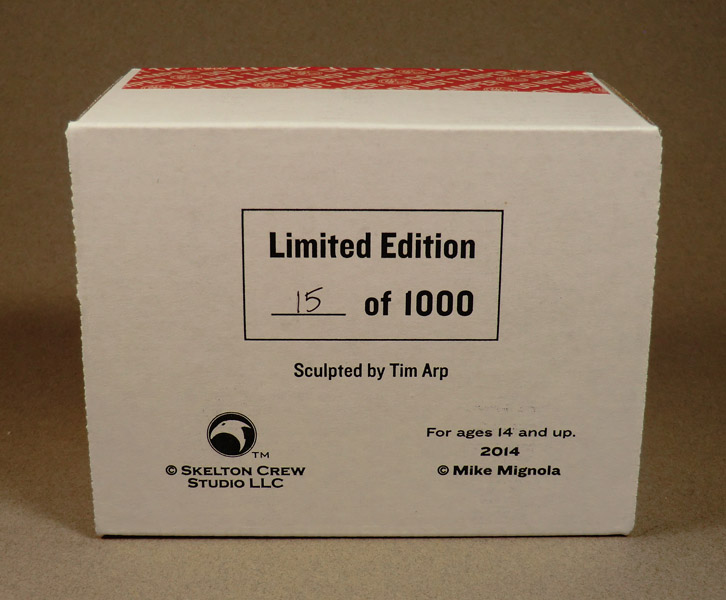 Limited Edition
15 of 1000
Sculpted by Tim Arp
TM
© SKELTON CREW
STUDIO LLC
For ages 14 and up.
2014
© Mike Mignola